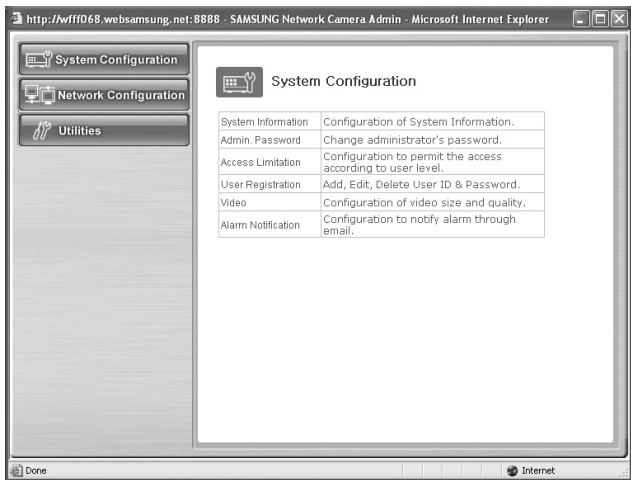 http://wfff068.websamsung.net:8888 - SAMSUNG Network Camera Admin - Microsoft Internet Explorer
System Configuration
Network Configuration
Utilities
System Configuration
System Information Configuration of System Information.
Admin. Password Change administrator's password.
Access Limitation Configuration to permit the access
according to user level.
User Registration Add, Edit, Delete User ID & Password.
Video Configuration of video size and quality.
Alarm Notification Configuration to notify alarm through
email.
Done
Internet